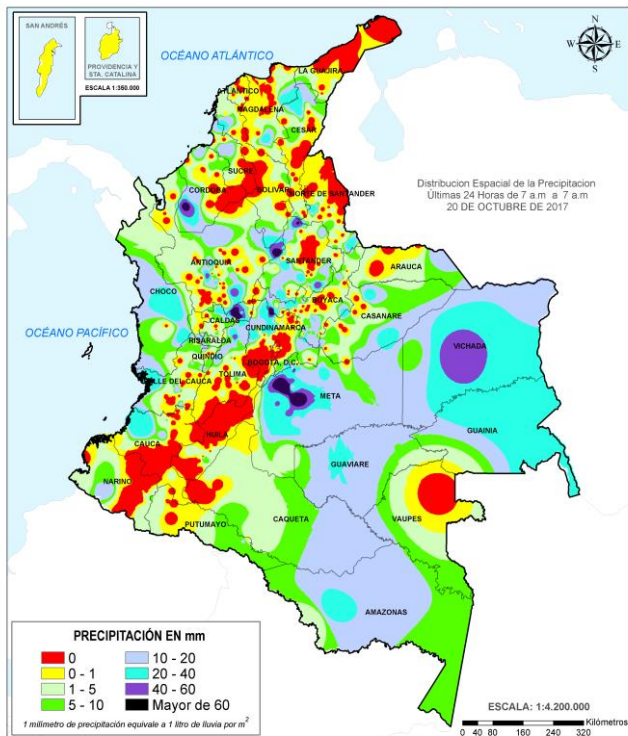 SAN ANDRÉS
PROVIDENCIA Y
STA. CATALINA
ESCALA 1:350.000
OCÉANO ATLÁNTICO
N
W E
S
LA GUAJIRA
ATLÁNTICO
MAGDALENA
CESAR
SUCRE
CORDOBA
BOLIVAR
NORTE DE SANTANDER
Distribucion Espacial de la Precipitacion
Últimas 24 Horas de 7 a.m a 7 a.m
20 DE OCTUBRE DE 2017
ANTIOQUIA
SANTANDER
ARAUCA
CHOCO
BOYACA
CASANARE
CALDAS
OCÉANO PACÍFICO
CUNDINAMARCA
RISARALDA
VICHADA
QUINDIO
BOGOTA, D.C.
TOLIMA
VALLE DEL CAUCA
META
GUAINIA
HUILA
CAUCA
GUAVIARE
NARIÑO
CAQUETA
VAUPES
PUTUMAYO
AMAZONAS
PRECIPITACIÓN EN mm
0 10 - 20
0 - 1 20 - 40
1 - 5 40 - 60
5 - 10 Mayor de 60
1 milimetro de precipitación equivale a 1 litro de lluvia por m²
ESCALA: 1:4.200.000
Kilómetros
0 40 80 160 240 320